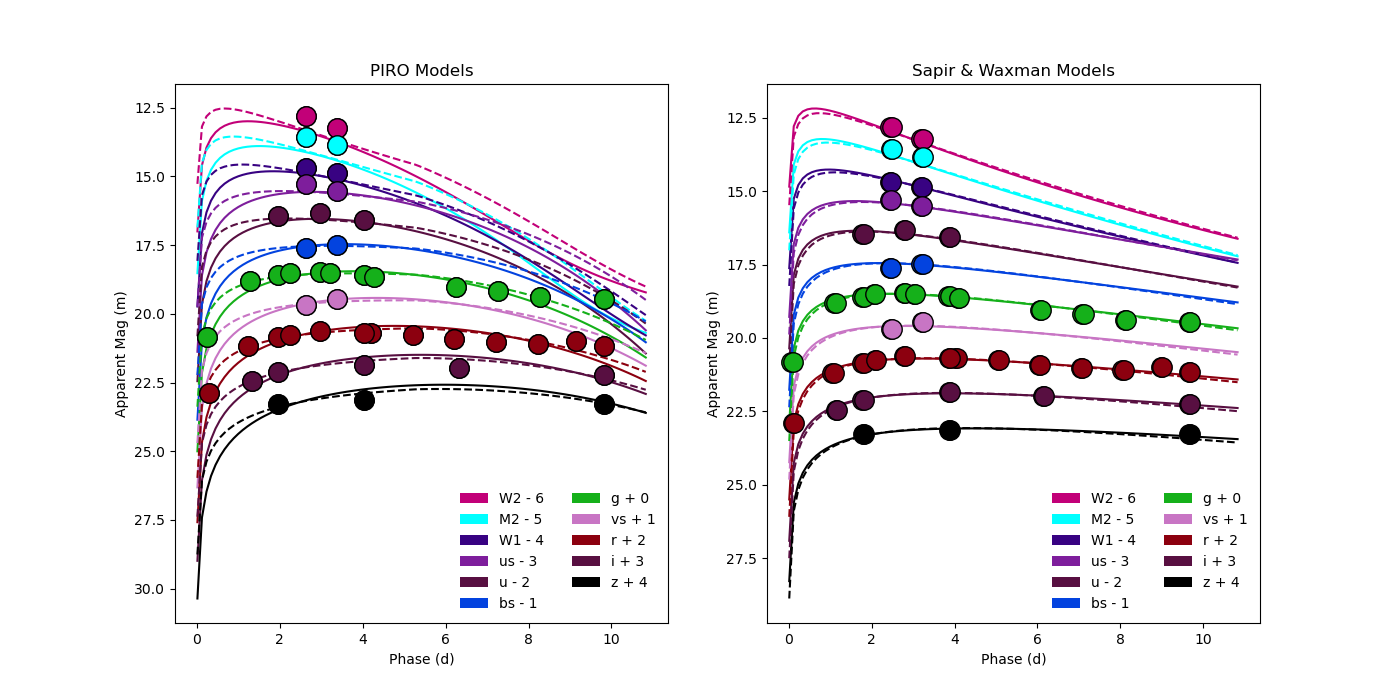 PIRO Models
Apparent Mag (m)
12.5
15.0
17.5
20.0
22.5
25.0
27.5
30.0
0 2 4 6 8 10
Phase (d)
W2 - 6
M2 - 5
W1 - 4
us - 3
u - 2
bs - 1
g + 0
vs + 1
r + 2
i + 3
z + 4
Sapir & Waxman Models
Apparent Mag (m)
12.5
15.0
17.5
20.0
22.5
25.0
27.5
0 2 4 6 8 10
Phase (d)
W2 - 6
M2 - 5
W1 - 4
us - 3
u - 2
bs - 1
g + 0
vs + 1
r + 2
i + 3
z + 4